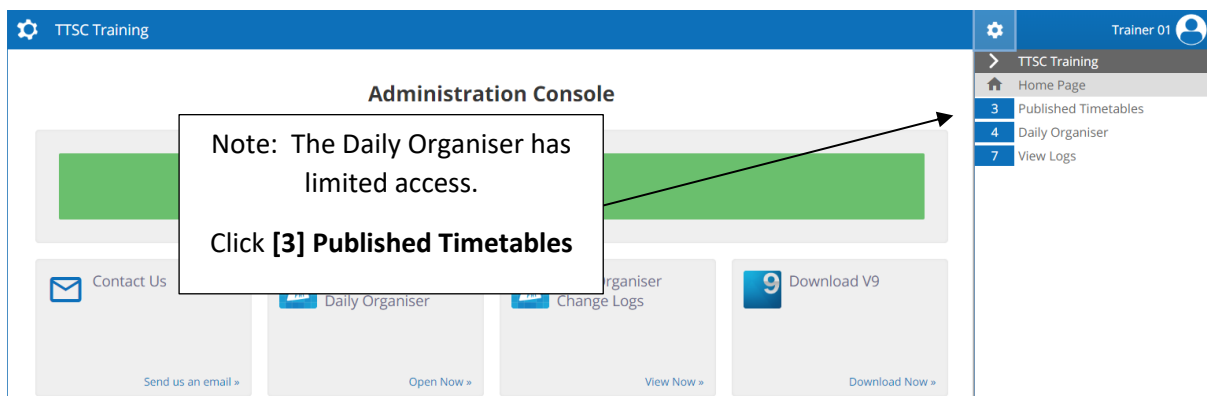 TTSC Training
Trainer 01
TTSC Training
Home Page
3 Published Timetables
4 Daily Organiser
7 View Logs
Administration Console
Note: The Daily Organiser has
limited access.
Click [3] Published Timetables
Contact Us
Send us an email »
Daily Organiser
Open Now »
Change Logs
View Now »
9 Download V9
Download Now »